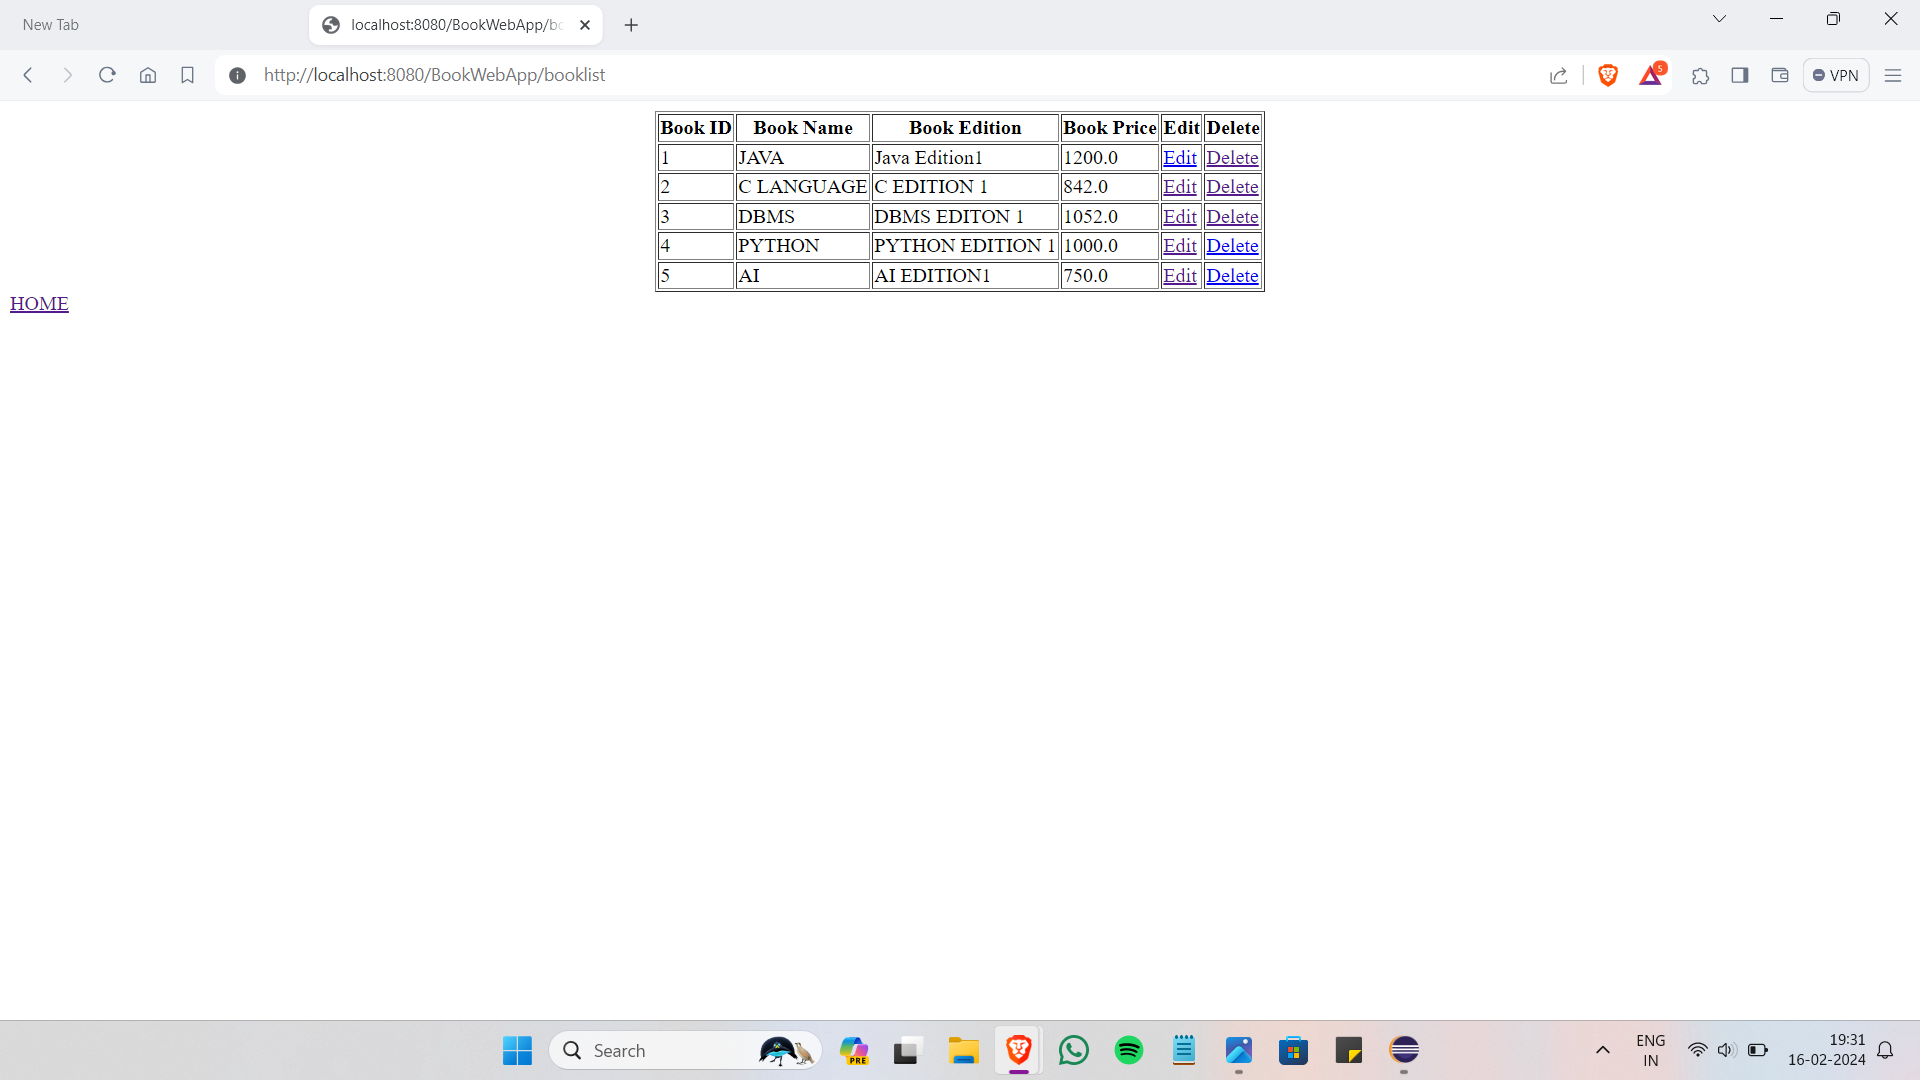 New Tab
localhost:8080/BookWebApp/bo
http://localhost:8080/BookWebApp/booklist
5
VPN
Book ID Book Name Book Edition Book Price Edit Delete
1 JAVA Java Edition1 1200.0 Edit Delete
2 C LANGUAGE C EDITION 1 842.0 Edit Delete
3 DBMS DBMS EDITON 1 1052.0 Edit Delete
4 PYTHON PYTHON EDITION 1 1000.0 Edit Delete
5 AI AI EDITION1 750.0 Edit Delete
HOME
Search
PRE
ENG
IN
19:31
16-02-2024